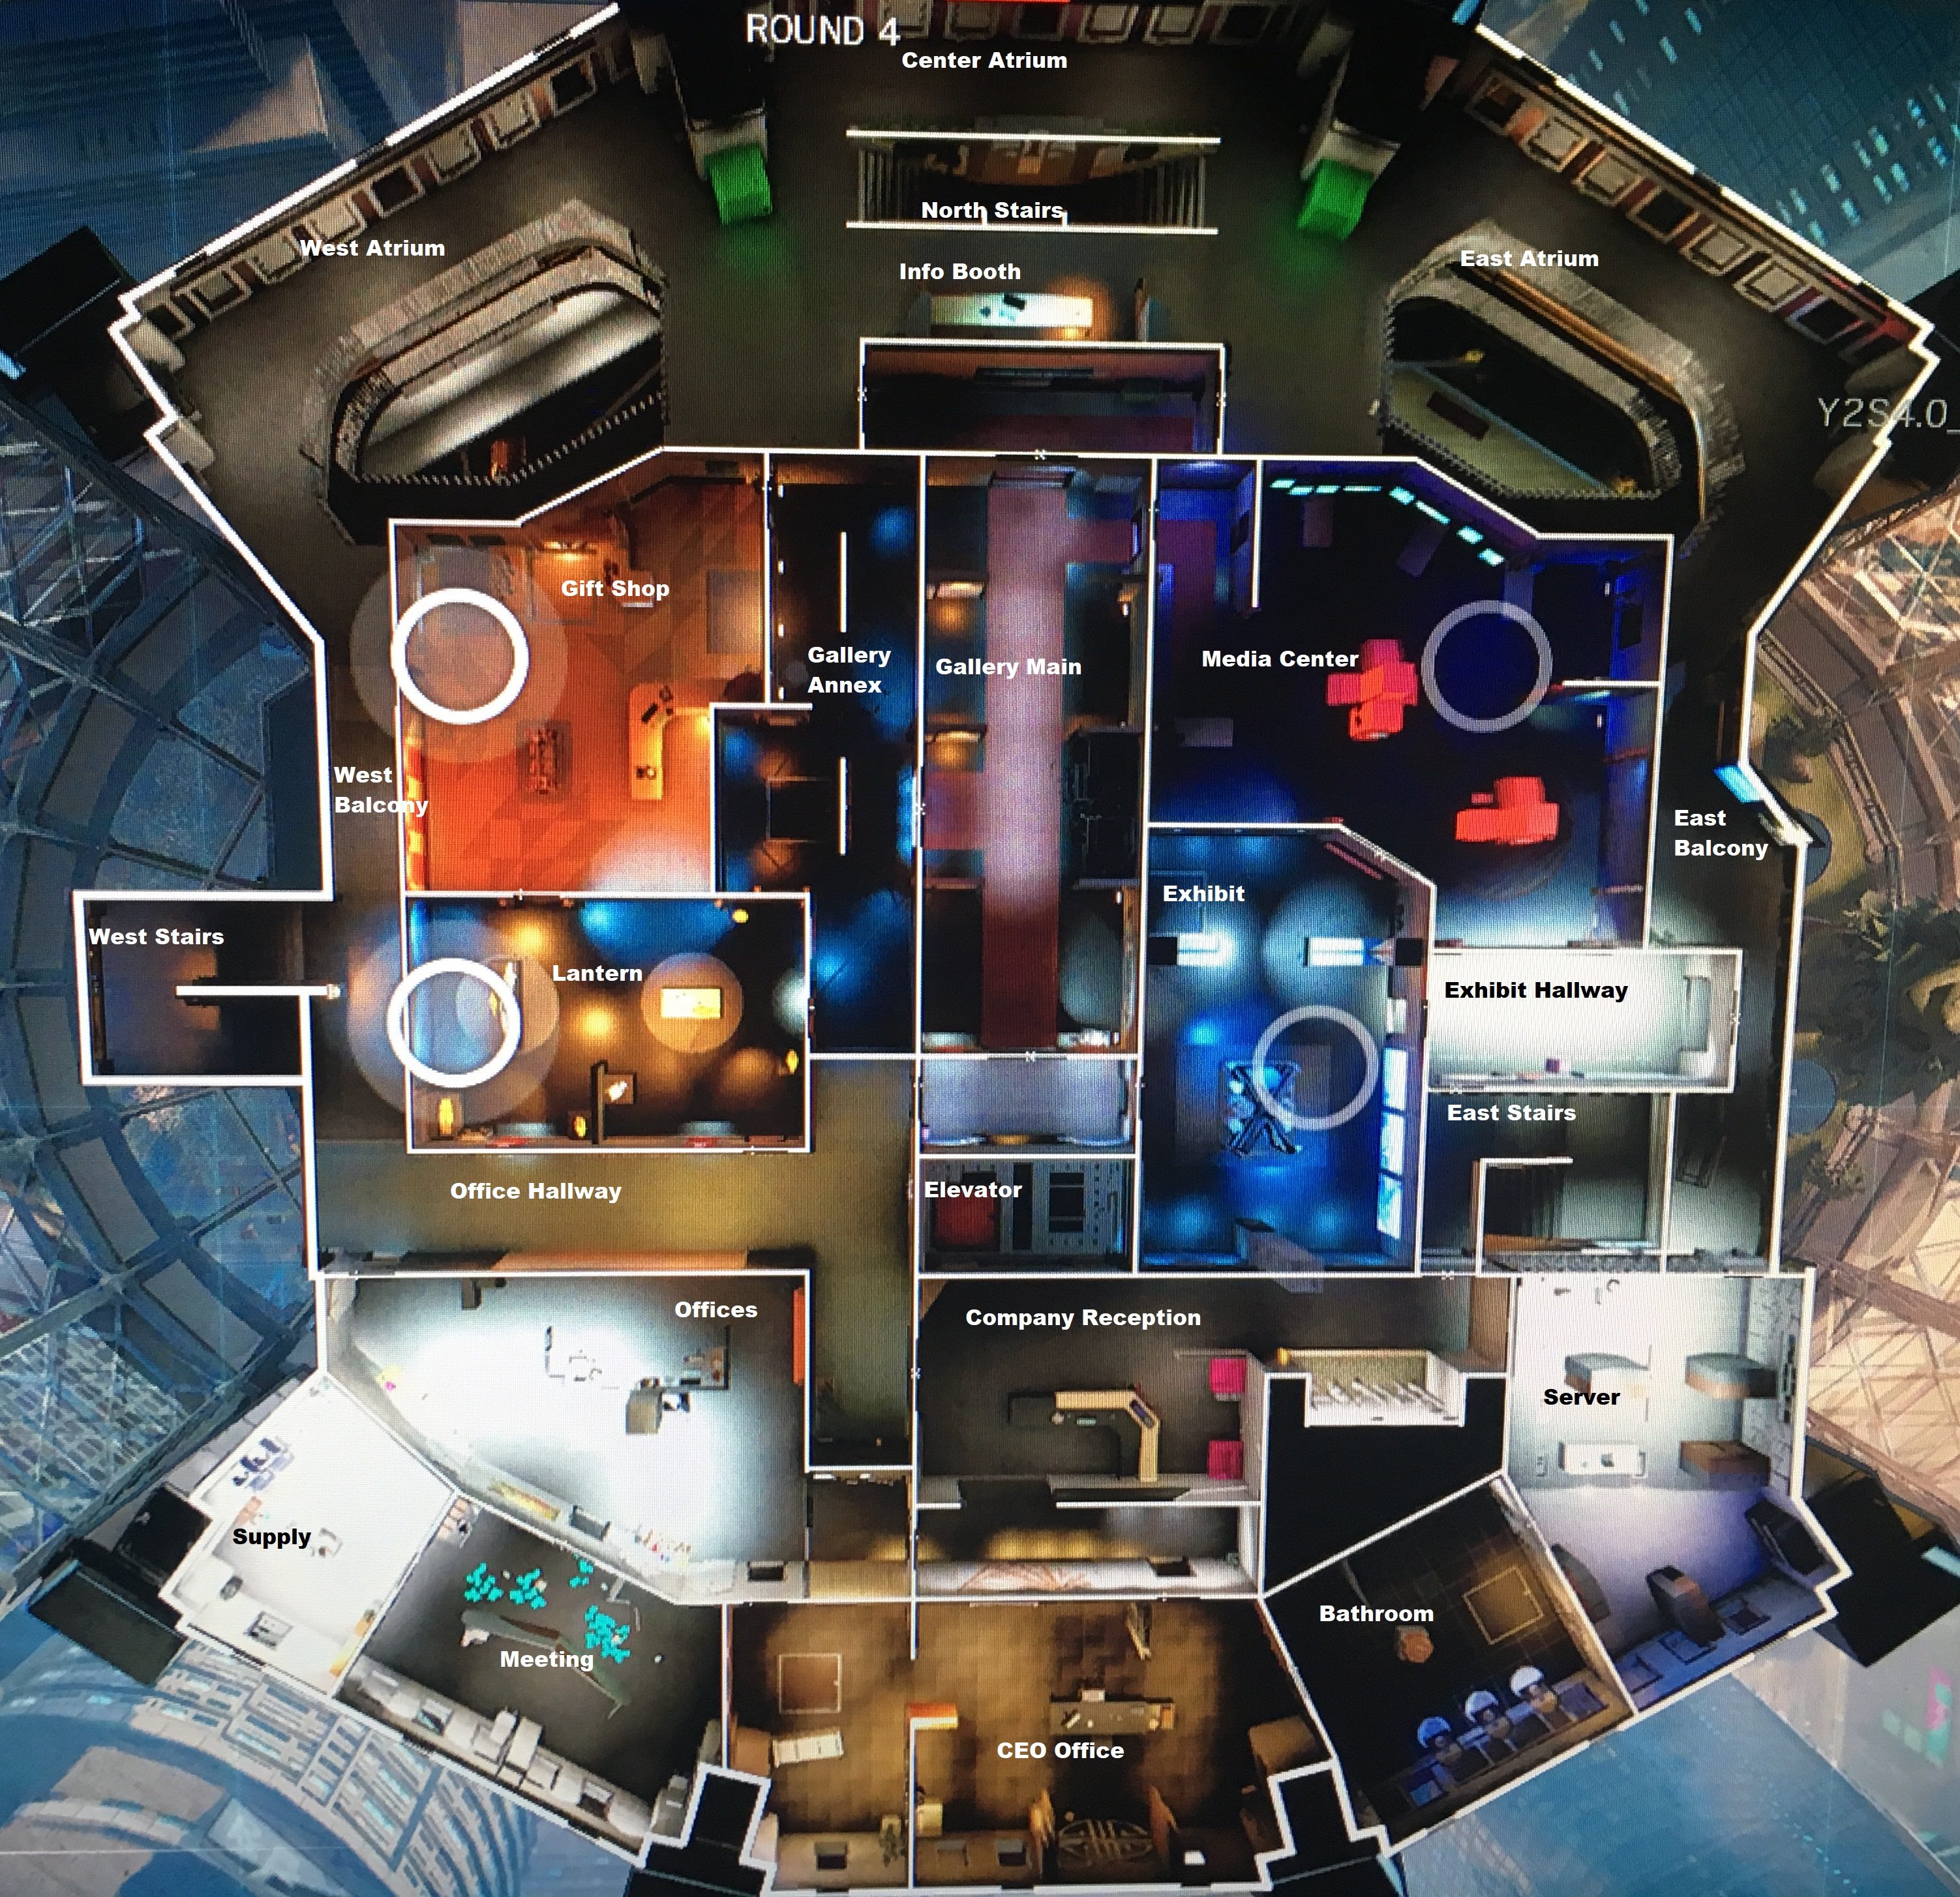 ROUND 4
Center Atrium
North Stairs
West Atrium
East Atrium
Info Booth
Y2S4.0_
Gift Shop
Gallery
Annex
Gallery Main
Media Center
West
Balcony
East
Balcony
Exhibit
West Stairs
Lantern
Exhibit Hallway
East Stairs
Office Hallway
Elevator
Offices
Company Reception
Server
Supply
Bathroom
Meeting
CEO Office